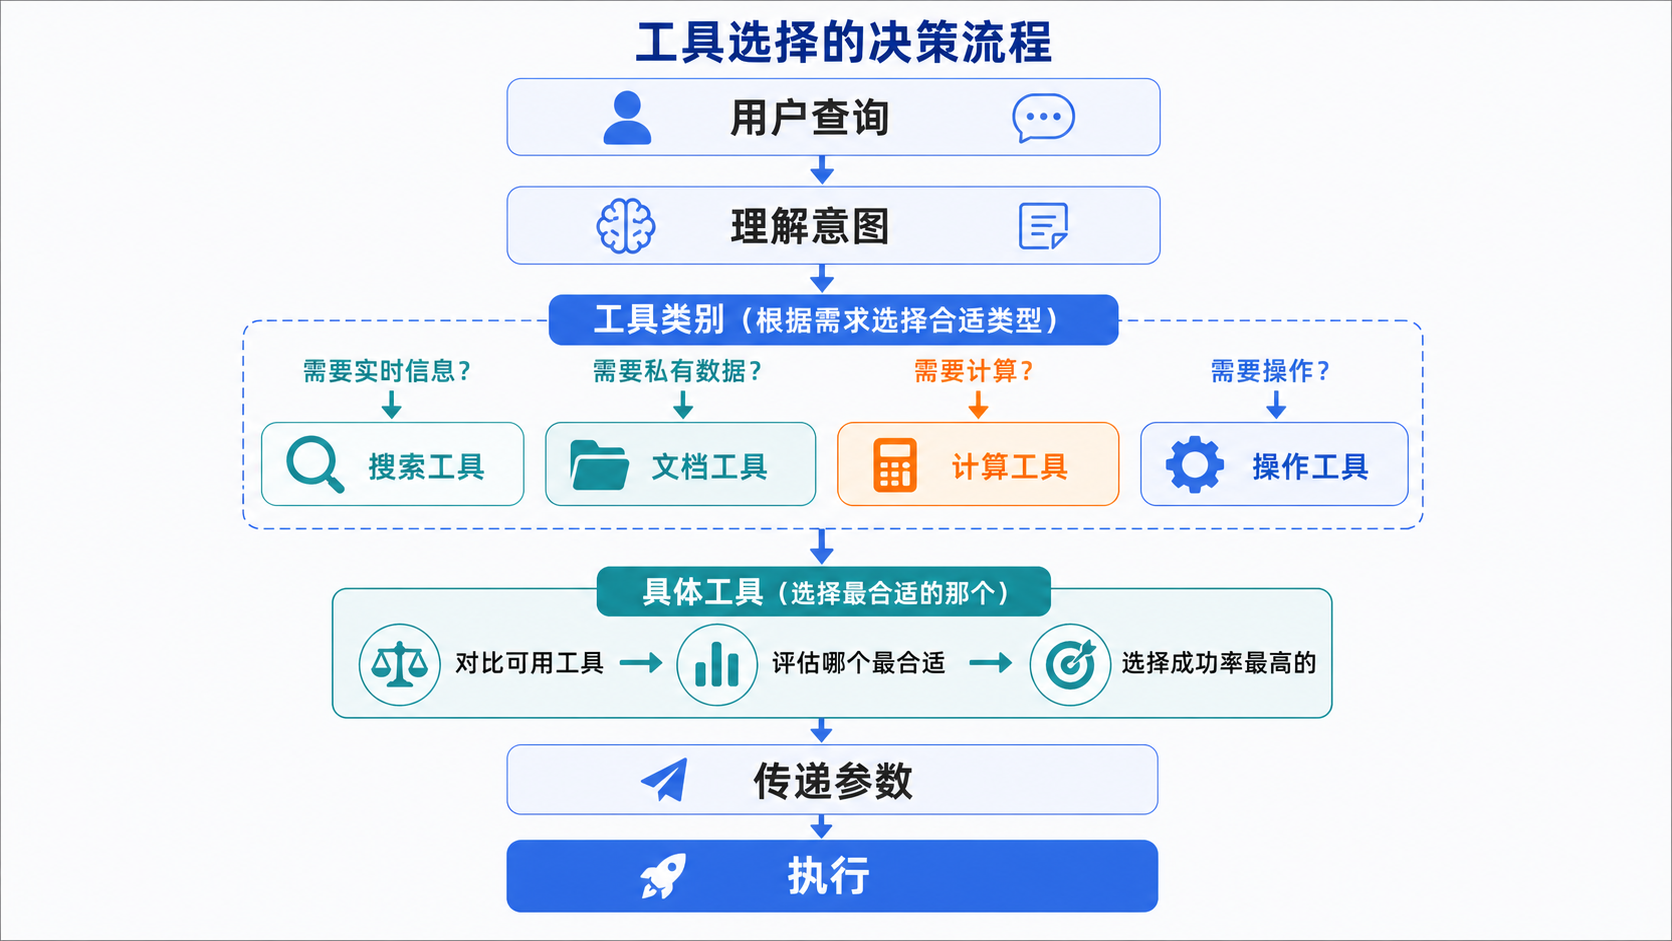 工具选择的决策流程
用户查询
理解意图
工具类别（根据需求选择合适类型）
需要实时信息？
需要私有数据？
需要计算？
需要操作？
搜索工具
文档工具
计算工具
操作工具
具体工具（选择最合适的那个）
对比可用工具
评估哪个最合适
选择成功率最高的
传递参数
执行